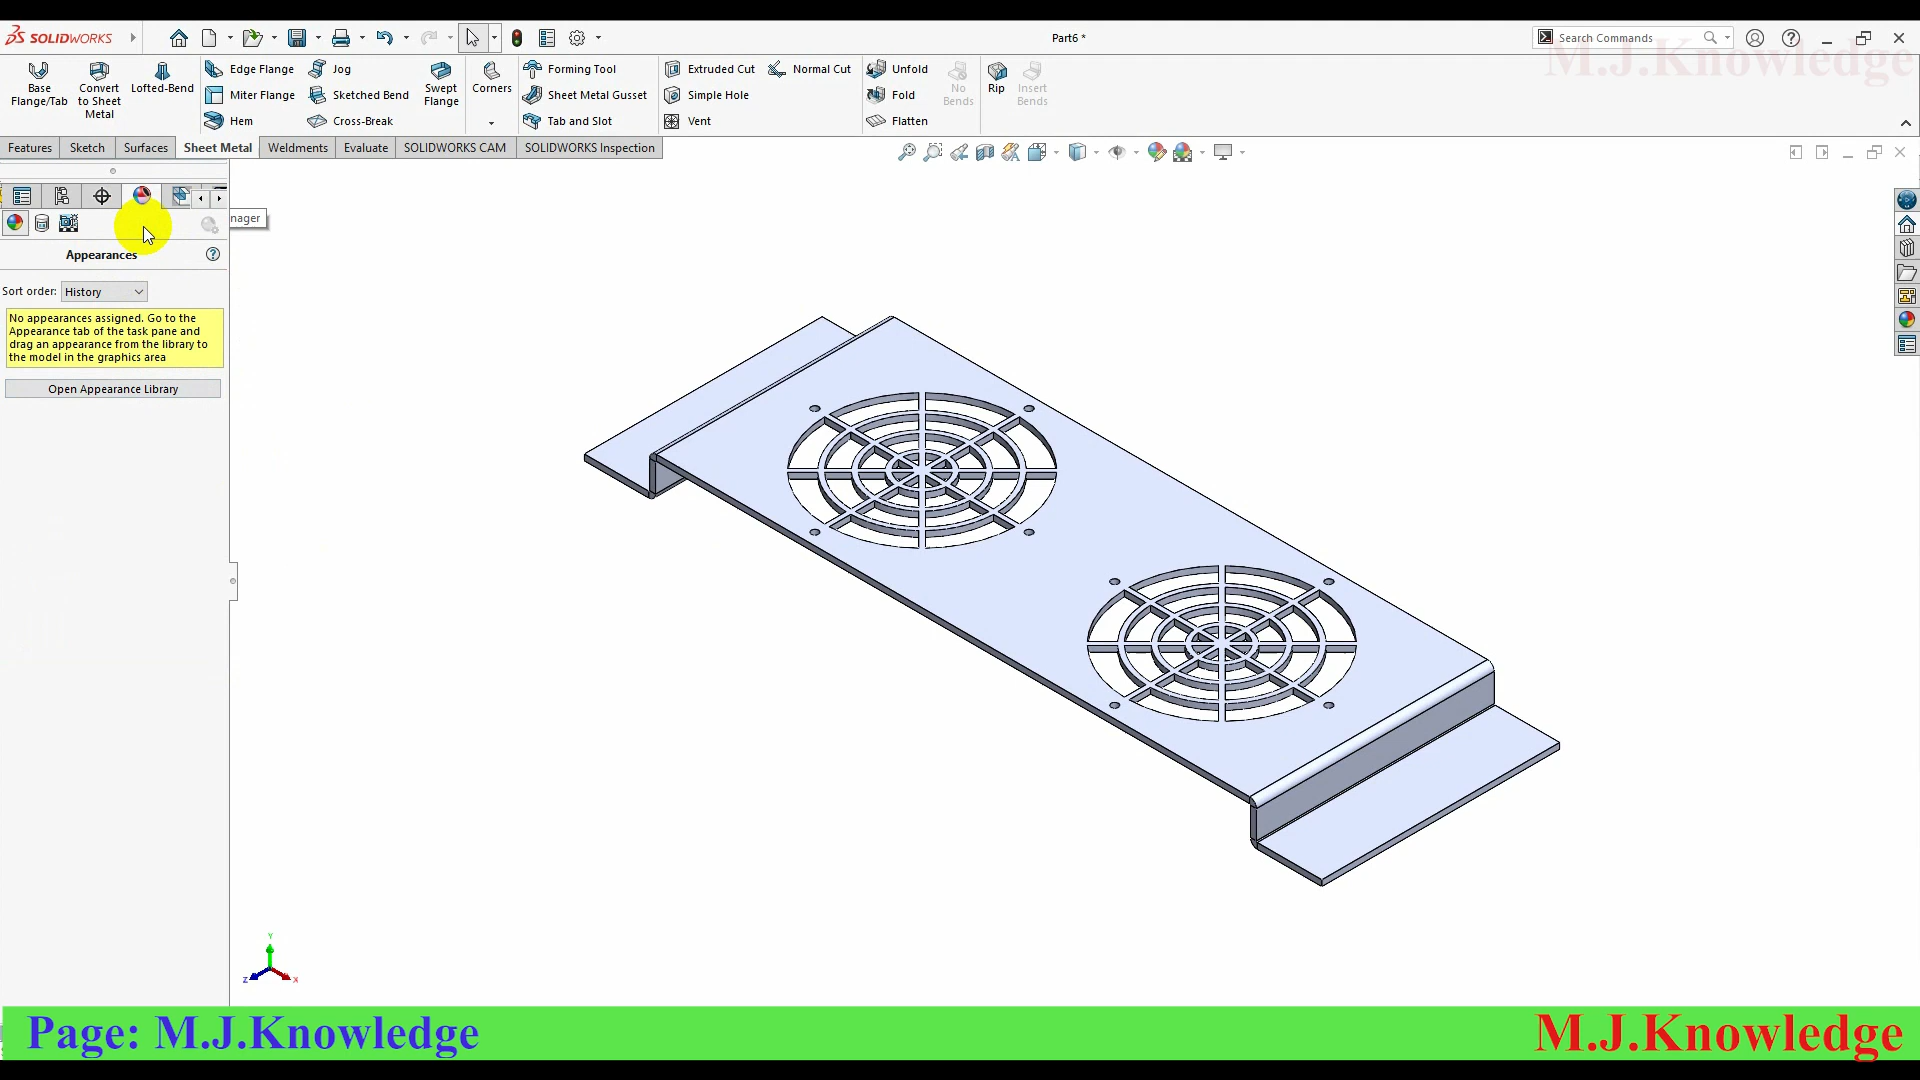 SOLIDWORKS
Part6 *
Search Commands
M.J.Knowledge
Base Flange/Tab
Convert to Sheet Metal
Lofted-Bend
Edge Flange
Miter Flange
Hem
Jog
Sketched Bend
Cross-Break
Swept Flange
Corners
Forming Tool
Sheet Metal Gusset
Tab and Slot
Extruded Cut
Simple Hole
Vent
Normal Cut
Unfold
Fold
Flatten
No Bends
Rip
Insert Bends
Features
Sketch
Surfaces
Sheet Metal
Weldments
Evaluate
SOLIDWORKS CAM
SOLIDWORKS Inspection
nager
Appearances
Sort order: History
No appearances assigned. Go to the
Appearance tab of the task pane and
drag an appearance from the library to
the model in the graphics area
Open Appearance Library
Y
Z
X
Page: M.J.Knowledge
M.J.Knowledge